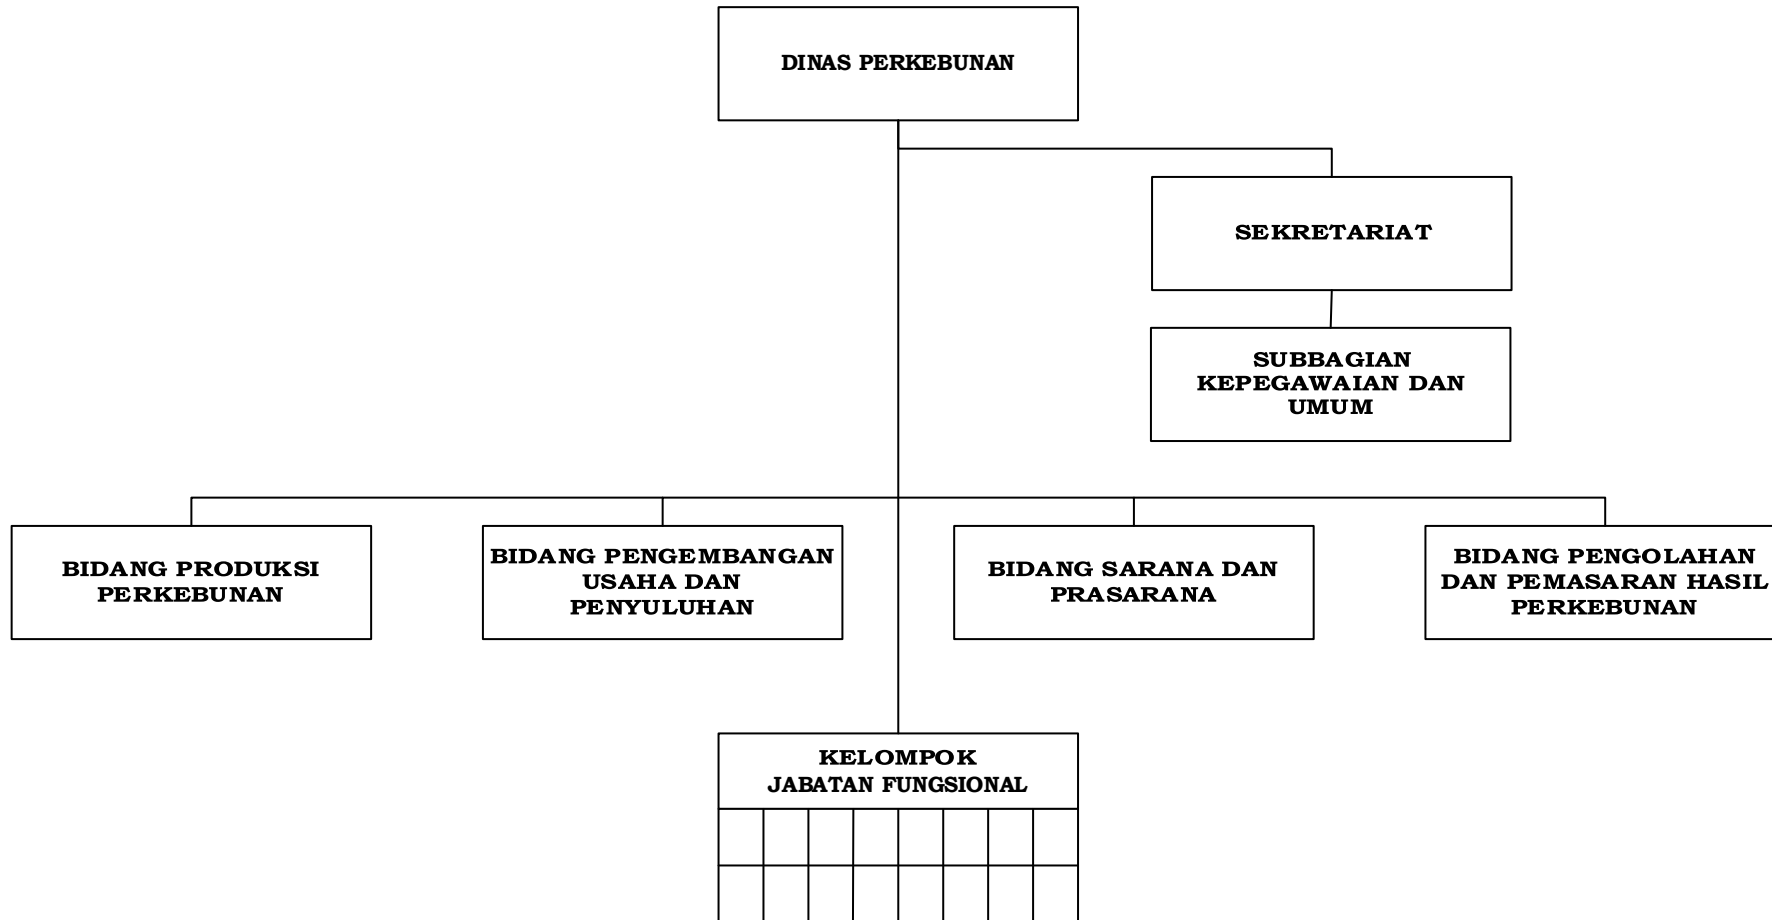 DINAS PERKEBUNAN
SEKRETARIAT
SUBBAGIAN
KEPEGAWAIAN DAN
UMUM
BIDANG PRODUKSI
PERKEBUNAN
BIDANG PENGEMBANGAN
USAHA DAN
PENYULUHAN
BIDANG SARANA DAN
PRASARANA
BIDANG PENGOLAHAN
DAN PEMASARAN HASIL
PERKEBUNAN
KELOMPOK
JABATAN FUNGSIONAL